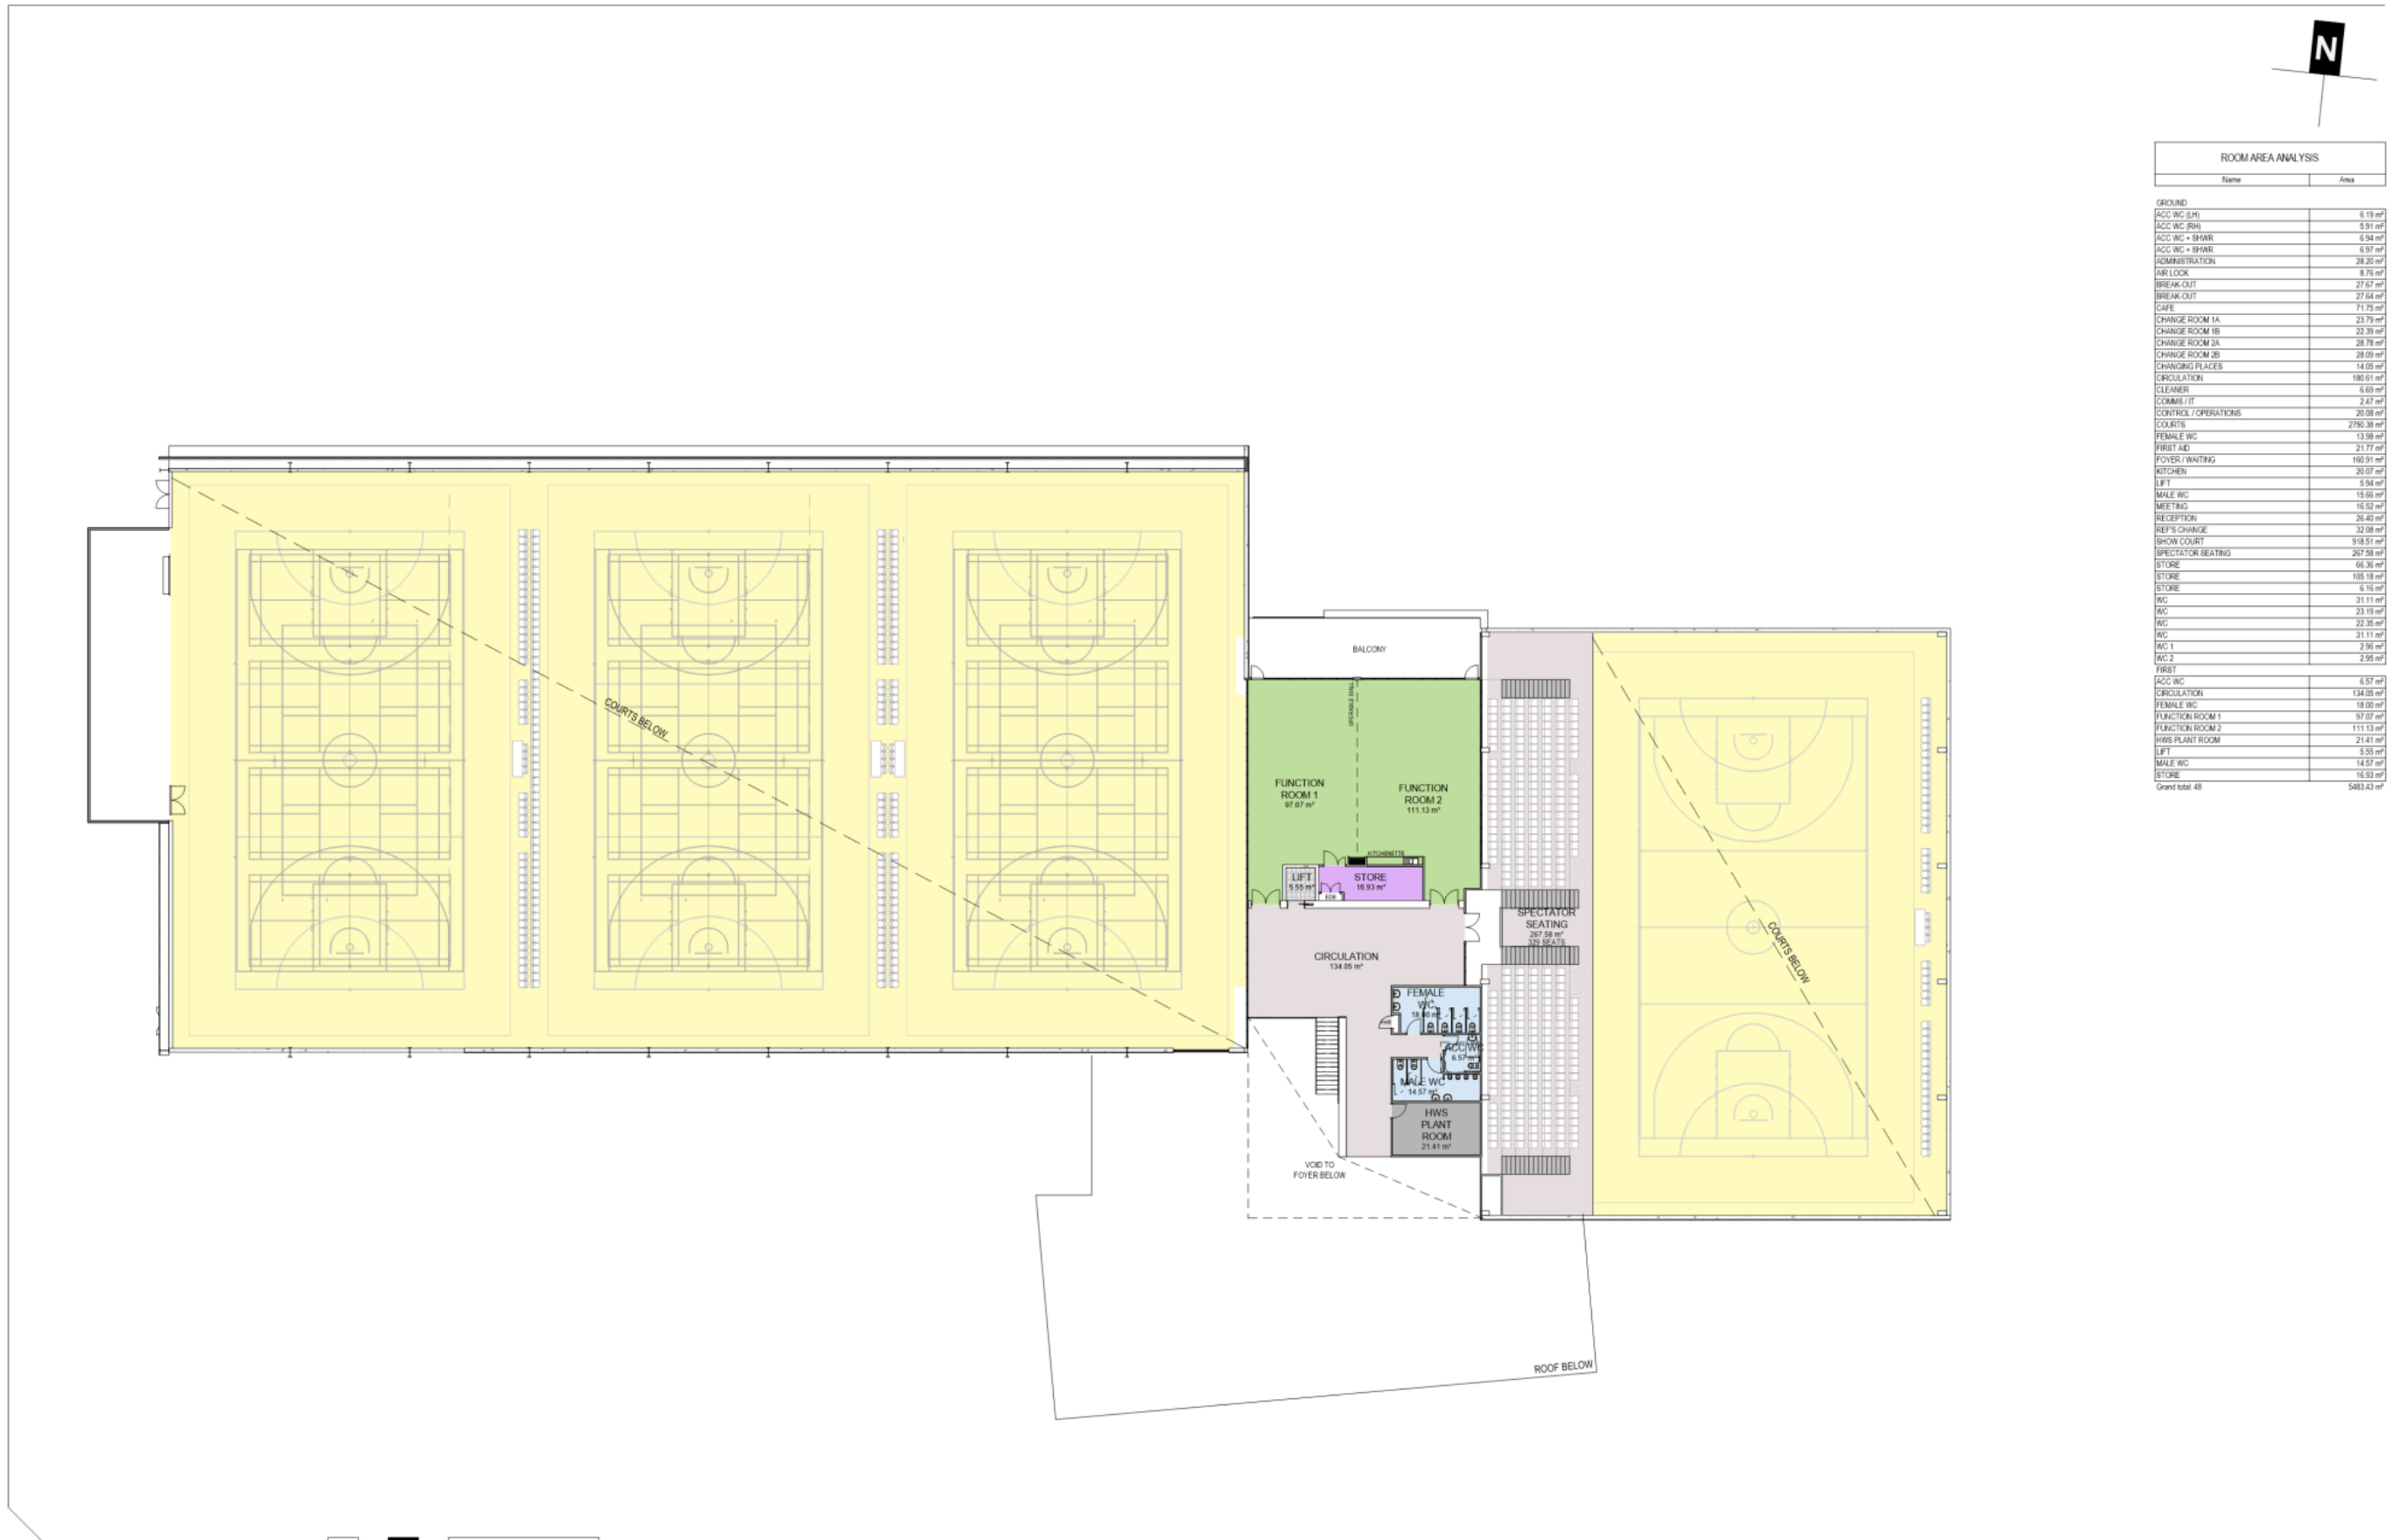 N
ROOM AREA ANALYSIS
Name Area
GROUND
ACC WC (LH) 6.19 m²
ACC WC (RH) 5.91 m²
ACC WC + SHWR 6.94 m²
ACC WC + SHWR 6.97 m²
ADMINISTRATION 28.20 m²
AIR LOCK 8.76 m²
BREAK-OUT 27.67 m²
BREAK-OUT 27.64 m²
CAFE 71.75 m²
CHANGE ROOM 1A 23.79 m²
CHANGE ROOM 1B 22.39 m²
CHANGE ROOM 2A 28.78 m²
CHANGE ROOM 2B 28.09 m²
CHANGING PLACES 14.05 m²
CIRCULATION 180.61 m²
CLEANER 6.69 m²
COMMS / IT 2.47 m²
CONTROL / OPERATIONS 20.08 m²
COURTS 2750.38 m²
FEMALE WC 13.98 m²
FIRST AID 21.77 m²
FOYER / WAITING 160.91 m²
KITCHEN 20.07 m²
LIFT 5.94 m²
MALE WC 15.66 m²
MEETING 16.52 m²
RECEPTION 26.40 m²
REF'S CHANGE 32.08 m²
SHOW COURT 918.51 m²
SPECTATOR SEATING 267.58 m²
STORE 66.36 m²
STORE 105.18 m²
STORE 6.16 m²
WC 31.11 m²
WC 23.19 m²
WC 22.35 m²
WC 31.11 m²
WC 1 2.96 m²
WC 2 2.95 m²
FIRST
ACC WC 6.57 m²
CIRCULATION 134.05 m²
FEMALE WC 18.00 m²
FUNCTION ROOM 1 97.07 m²
FUNCTION ROOM 2 111.13 m²
HWS PLANT ROOM 21.41 m²
LIFT 5.55 m²
MALE WC 14.57 m²
STORE 16.93 m²
Grand total: 48 5483.43 m²
BALCONY
OPERABLE WALL
COURTS BELOW
FUNCTION
ROOM 1
97.07 m²
FUNCTION
ROOM 2
111.13 m²
KITCHENETTE
LIFT
5.55 m²
STORE
16.93 m²
SPECTATOR
SEATING
267.58 m²
329 SEATS
COURTS BELOW
CIRCULATION
134.05 m²
FEMALE
WC
18.00 m²
ACC WC
6.57 m²
MALE WC
14.57 m²
HWS
PLANT
ROOM
21.41 m²
VOID TO
FOYER BELOW
ROOF BELOW